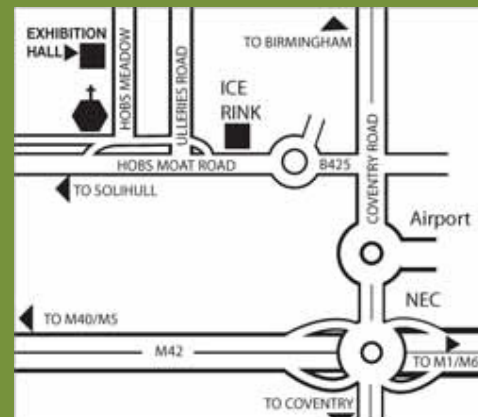 EXHIBITION
HALL
HOBS MEADOW
ULLERIES ROAD
TO BIRMINGHAM
ICE
RINK
HOBS MOAT ROAD
B425
COVENTRY ROAD
TO SOLIHULL
Airport
NEC
TO M40/M5
M42
TO M1/M6
TO COVENTRY